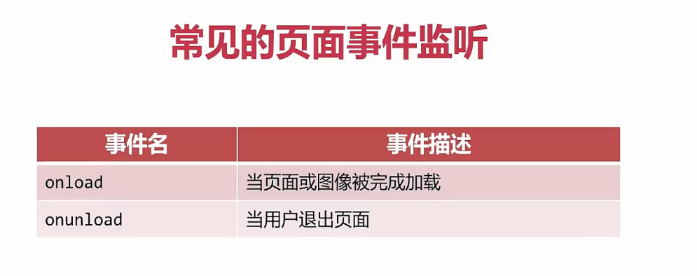 常见的页面事件监听
事件名 事件描述
onload 当页面或图像被完成加载
onunload 当用户退出页面